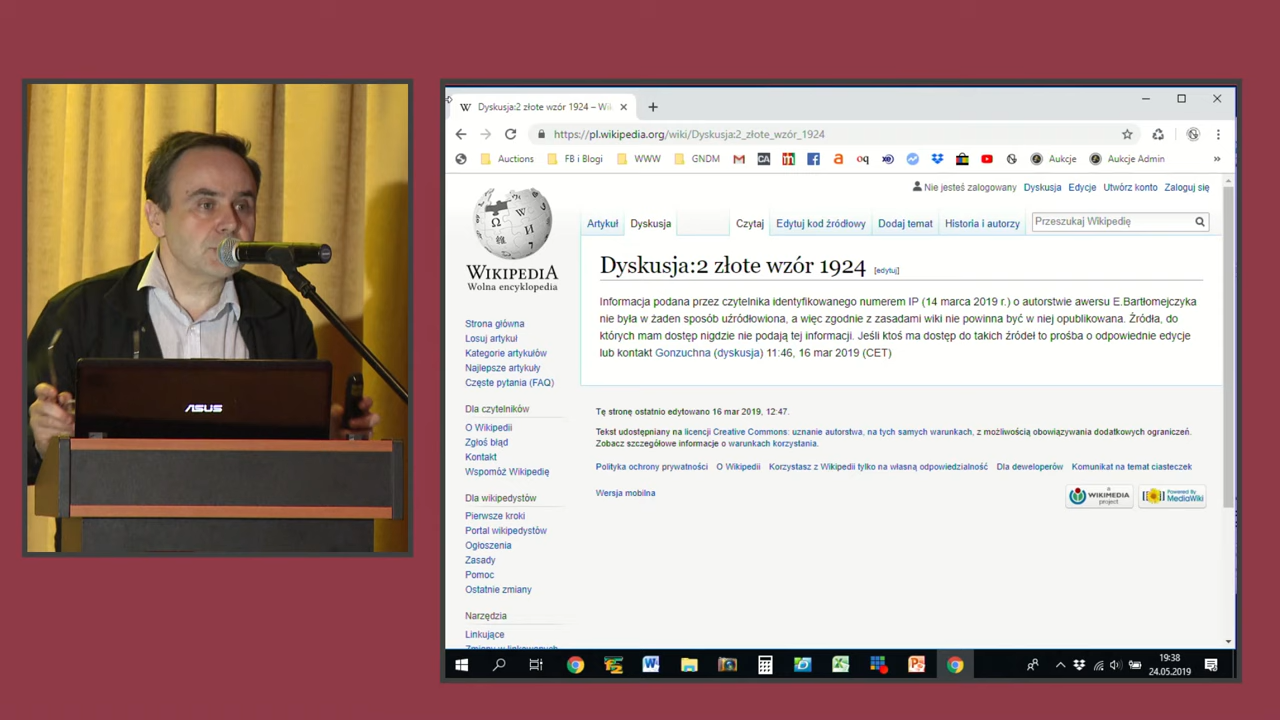 ASUS
Dyskusja:2 złote wzór 1924 – Wi
https://pl.wikipedia.org/wiki/Dyskusja:2_złote_wzór_1924
Auctions FB i Blogi WWW GNDM Aukcje Aukcje Admin »
Nie jesteś zalogowany Dyskusja Edycje Utwórz konto Zaloguj się
Artykuł Dyskusja Czytaj Edytuj kod źródłowy Dodaj temat Historia i autorzy Przeszukaj Wikipedię
WIKIPEDIA
Wolna encyklopedia
Dyskusja:2 złote wzór 1924 [edytuj]
Informacja podana przez czytelnika identyfikowanego numerem IP (14 marca 2019 r.) o autorstwie awersu E.Bartłomejczyka
nie była w żaden sposób uźródłowiona, a więc zgodnie z zasadami wiki nie powinna być w niej opublikowana. Źródła, do
których mam dostęp nigdzie nie podają tej informacji. Jeśli ktoś ma dostęp do takich źródeł to prośba o odpowiednie edycje
lub kontakt Gonzuchna (dyskusja) 11:46, 16 mar 2019 (CET)
Tę stronę ostatnio edytowano 16 mar 2019, 12:47.
Tekst udostępniany na licencji Creative Commons: uznanie autorstwa, na tych samych warunkach, z możliwością obowiązywania dodatkowych ograniczeń.
Zobacz szczegółowe informacje o warunkach korzystania.
Polityka ochrony prywatności O Wikipedii Korzystasz z Wikipedii tylko na własną odpowiedzialność Dla deweloperów Komunikat na temat ciasteczek
Wersja mobilna
a WIKIMEDIA project
Powered By MediaWiki
Strona główna
Losuj artykuł
Kategorie artykułów
Najlepsze artykuły
Częste pytania (FAQ)
Dla czytelników
O Wikipedii
Zgłoś błąd
Kontakt
Wspomóż Wikipedię
Dla wikipedystów
Pierwsze kroki
Portal wikipedystów
Ogłoszenia
Zasady
Pomoc
Ostatnie zmiany
Narzędzia
Linkujące
Zmiany w linkowanych
19:38
24.05.2019